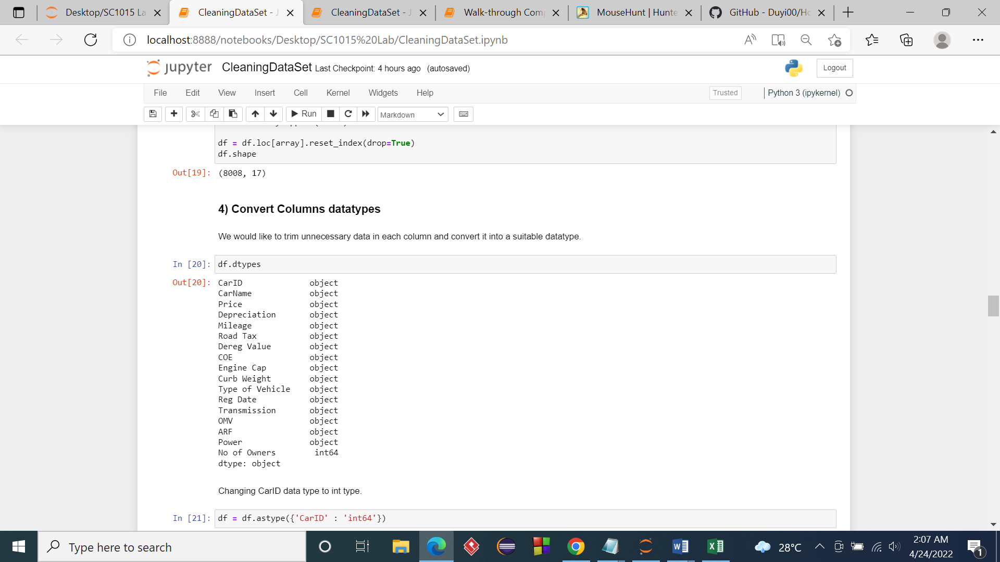 Desktop/SC1015 La
CleaningDataSet - J
CleaningDataSet - J
Walk-through Com
MouseHunt | Hunte
GitHub - Duyi00/Ho
localhost:8888/notebooks/Desktop/SC1015%20Lab/CleaningDataSet.ipynb
jupyter CleaningDataSet Last Checkpoint: 4 hours ago (autosaved)
Logout
File Edit View Insert Cell Kernel Widgets Help
Trusted
Python 3 (ipykernel)
Run
Markdown
df = df.loc[array].reset_index(drop=True)
df.shape
Out[19]: (8008, 17)
4) Convert Columns datatypes
We would like to trim unnecessary data in each column and convert it into a suitable datatype.
In [20]: df.dtypes
Out[20]: CarID object
CarName object
Price object
Depreciation object
Mileage object
Road Tax object
Dereg Value object
COE object
Engine Cap object
Curb Weight object
Type of Vehicle object
Reg Date object
Transmission object
OMV object
ARF object
Power object
No of Owners int64
dtype: object
Changing CarID data type to int type.
In [21]: df = df.astype({'CarID' : 'int64'})
Type here to search
28°C
2:07 AM
4/24/2022
1